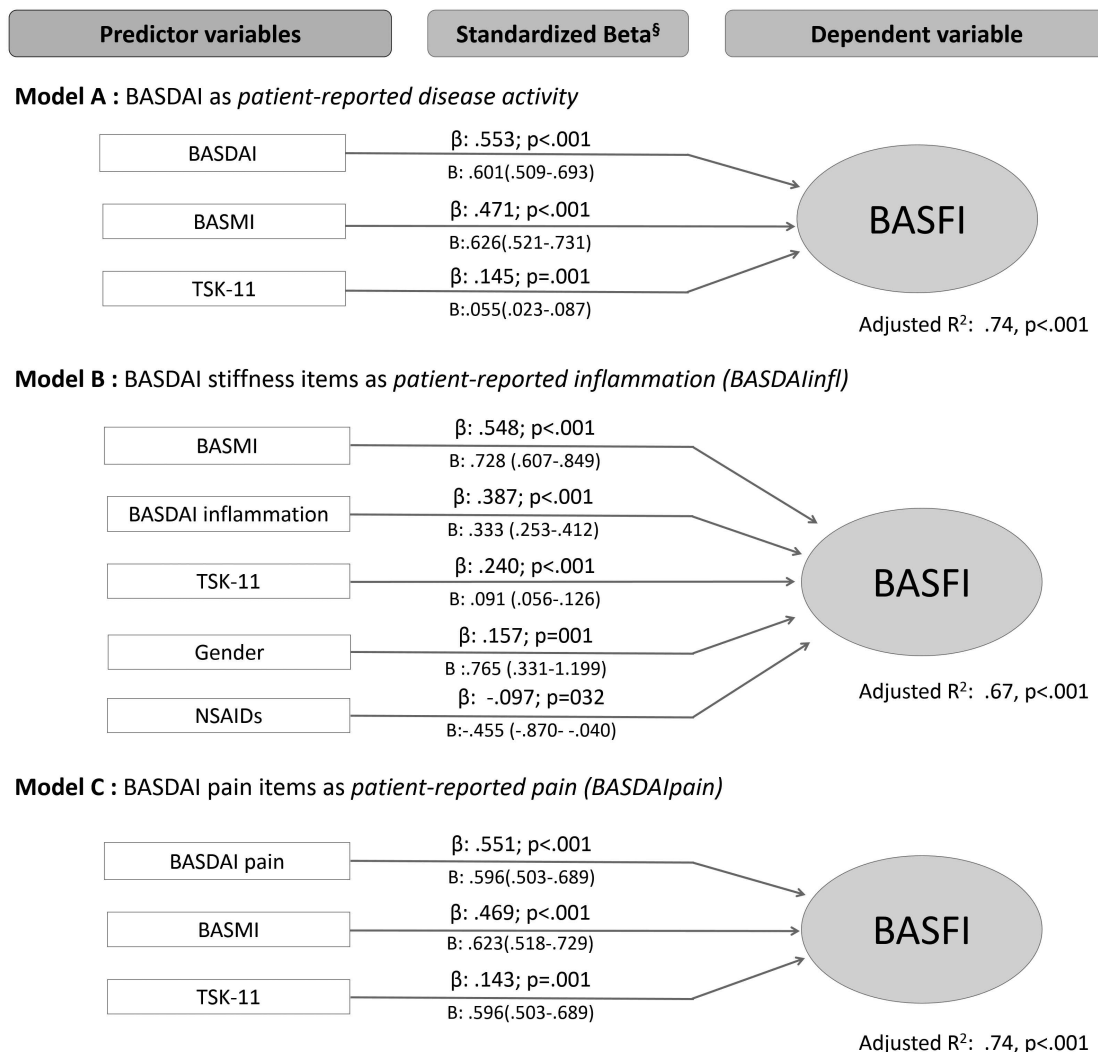 Predictor variables
Standardized Beta§
Dependent variable
Model A : BASDAI as patient-reported disease activity
BASDAI
β: .553; p<.001
B: .601(.509-.693)
BASMI
β: .471; p<.001
B:.626(.521-.731)
TSK-11
β: .145; p=.001
B:.055(.023-.087)
BASFI
Adjusted R²: .74, p<.001
Model B : BASDAI stiffness items as patient-reported inflammation (BASDAIinfl)
BASMI
β: .548; p<.001
B: .728 (.607-.849)
BASDAI inflammation
β: .387; p<.001
B: .333 (.253-.412)
TSK-11
β: .240; p<.001
B: .091 (.056-.126)
Gender
β: .157; p=001
B :.765 (.331-1.199)
NSAIDs
β: -.097; p=032
B:-.455 (-.870- -.040)
BASFI
Adjusted R²: .67, p<.001
Model C : BASDAI pain items as patient-reported pain (BASDAIpain)
BASDAI pain
β: .551; p<.001
B: .596(.503-.689)
BASMI
β: .469; p<.001
B:.623(.518-.729)
TSK-11
β: .143; p=.001
B: .596(.503-.689)
BASFI
Adjusted R²: .74, p<.001